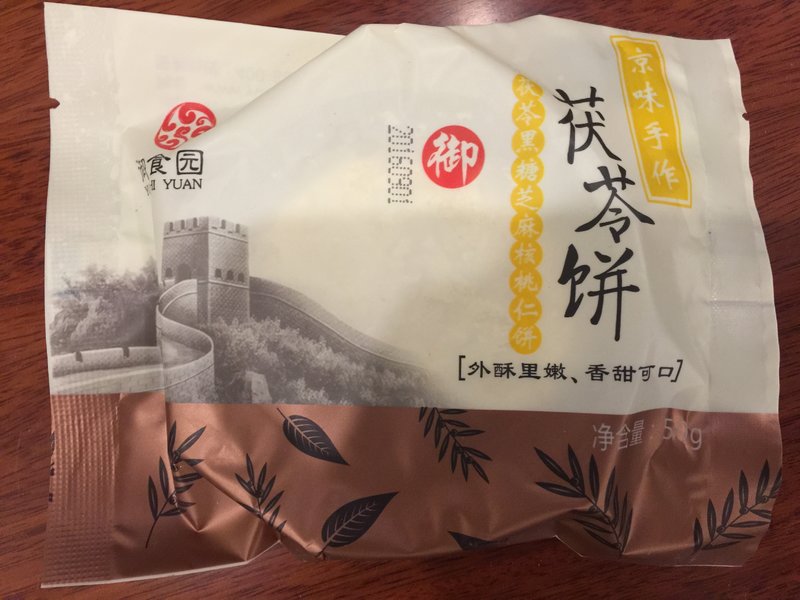 京味手作
茯苓饼
茯苓黑糖芝麻核桃仁饼
[外酥里嫩、香甜可口]
御
20160901
食园
YUAN
净含量: